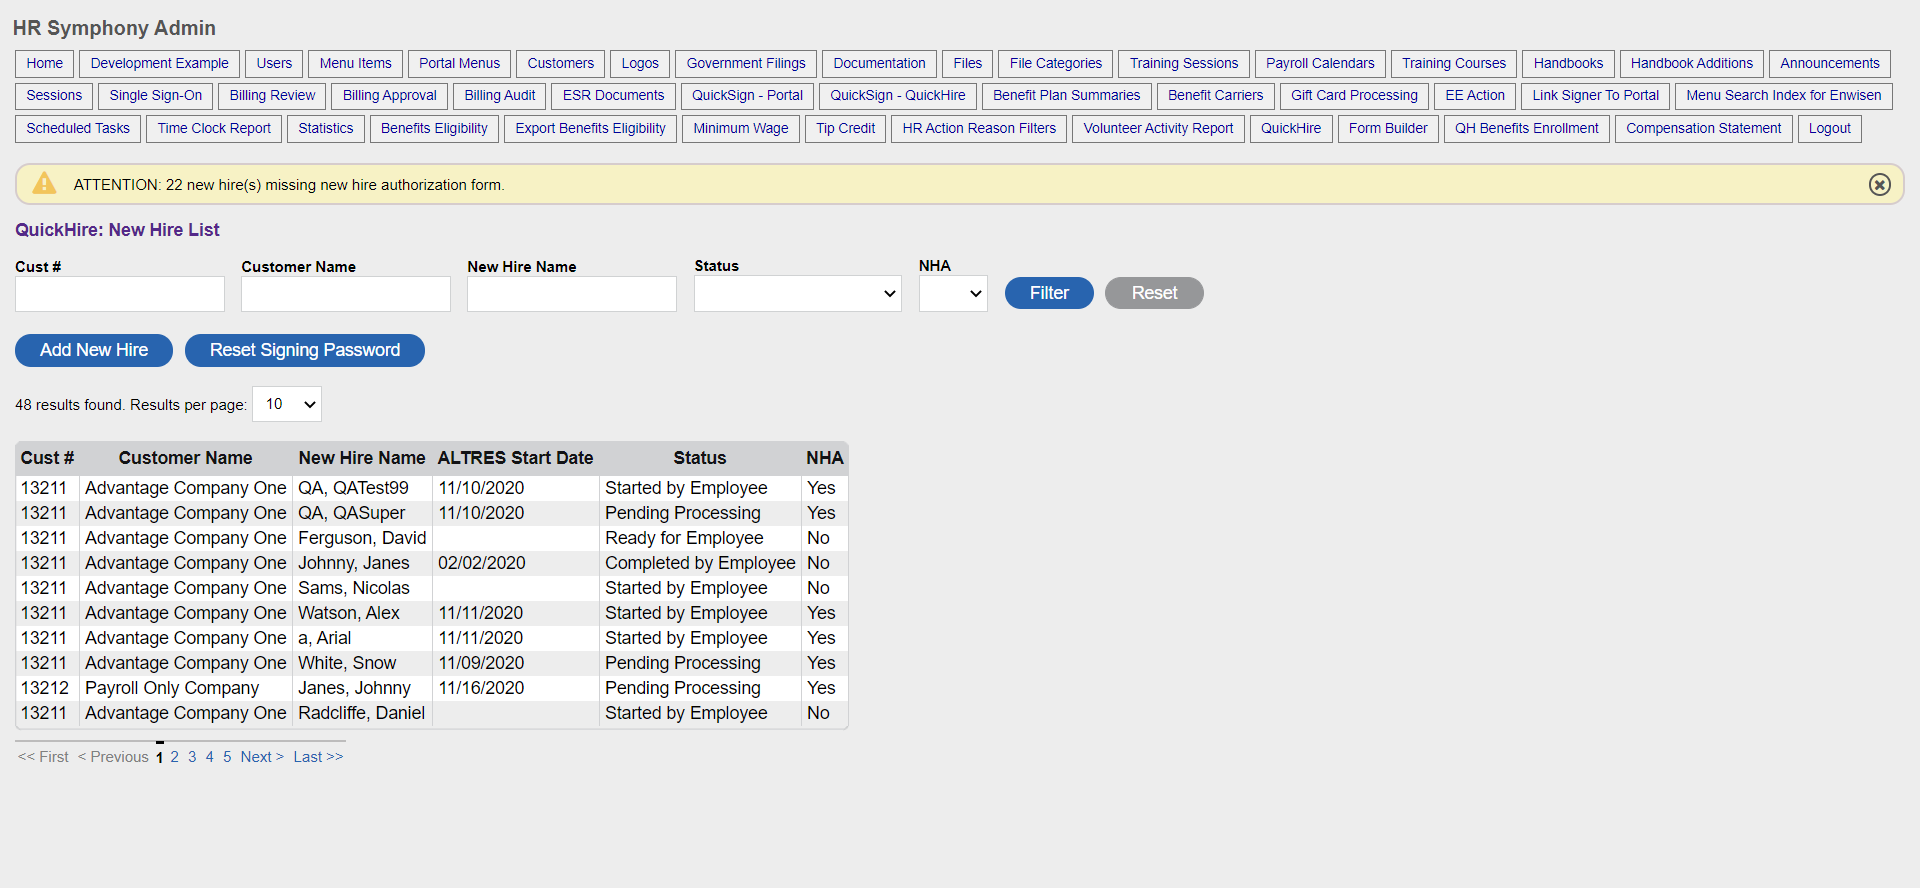 HR Symphony Admin
Home Development Example Users Menu Items Portal Menus Customers Logos Government Filings Documentation Files File Categories Training Sessions Payroll Calendars Training Courses Handbooks Handbook Additions Announcements
Sessions Single Sign-On Billing Review Billing Approval Billing Audit ESR Documents QuickSign - Portal QuickSign - QuickHire Benefit Plan Summaries Benefit Carriers Gift Card Processing EE Action Link Signer To Portal Menu Search Index for Enwisen
Scheduled Tasks Time Clock Report Statistics Benefits Eligibility Export Benefits Eligibility Minimum Wage Tip Credit HR Action Reason Filters Volunteer Activity Report QuickHire Form Builder QH Benefits Enrollment Compensation Statement Logout
ATTENTION: 22 new hire(s) missing new hire authorization form.
QuickHire: New Hire List
Cust # Customer Name New Hire Name Status NHA
Filter Reset
Add New Hire Reset Signing Password
48 results found. Results per page: 10
Cust # Customer Name New Hire Name ALTRES Start Date Status NHA
13211 Advantage Company One QA, QATest99 11/10/2020 Started by Employee Yes
13211 Advantage Company One QA, QASuper 11/10/2020 Pending Processing Yes
13211 Advantage Company One Ferguson, David Ready for Employee No
13211 Advantage Company One Johnny, Janes 02/02/2020 Completed by Employee No
13211 Advantage Company One Sams, Nicolas Started by Employee No
13211 Advantage Company One Watson, Alex 11/11/2020 Started by Employee Yes
13211 Advantage Company One a, Arial 11/11/2020 Started by Employee Yes
13211 Advantage Company One White, Snow 11/09/2020 Pending Processing Yes
13212 Payroll Only Company Janes, Johnny 11/16/2020 Pending Processing Yes
13211 Advantage Company One Radcliffe, Daniel Started by Employee No
<< First < Previous 1 2 3 4 5 Next > Last >>